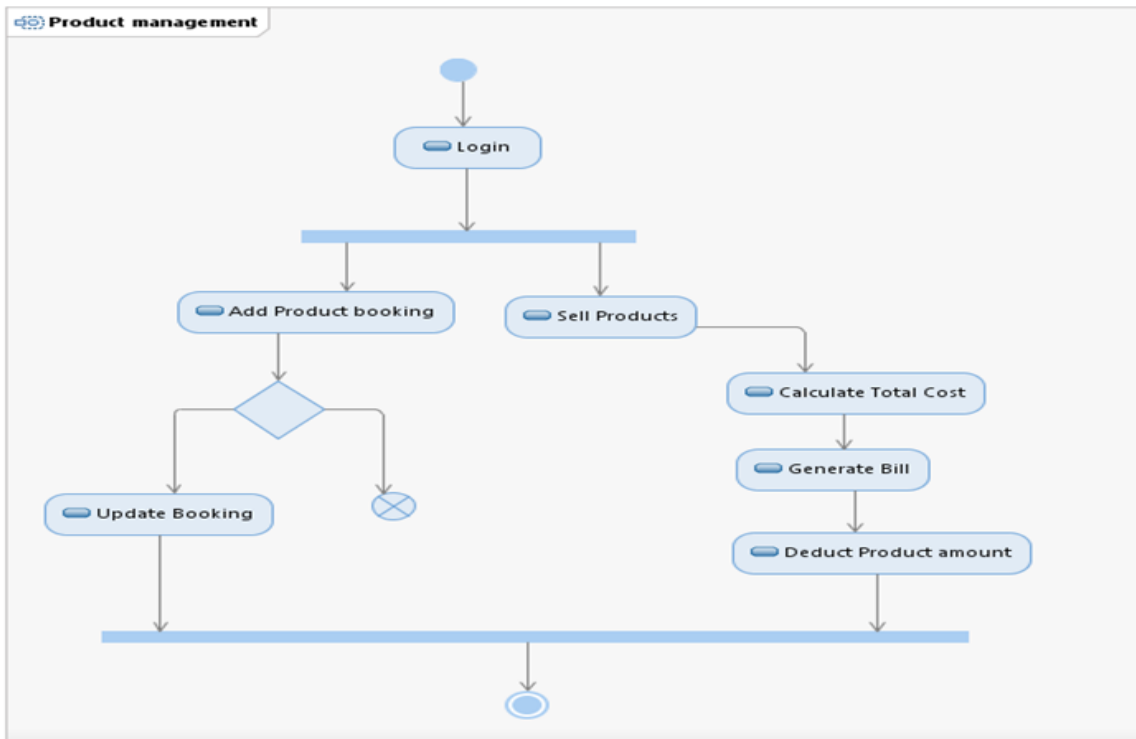 Product management
Login
Add Product booking
Sell Products
Calculate Total Cost
Generate Bill
Update Booking
Deduct Product amount